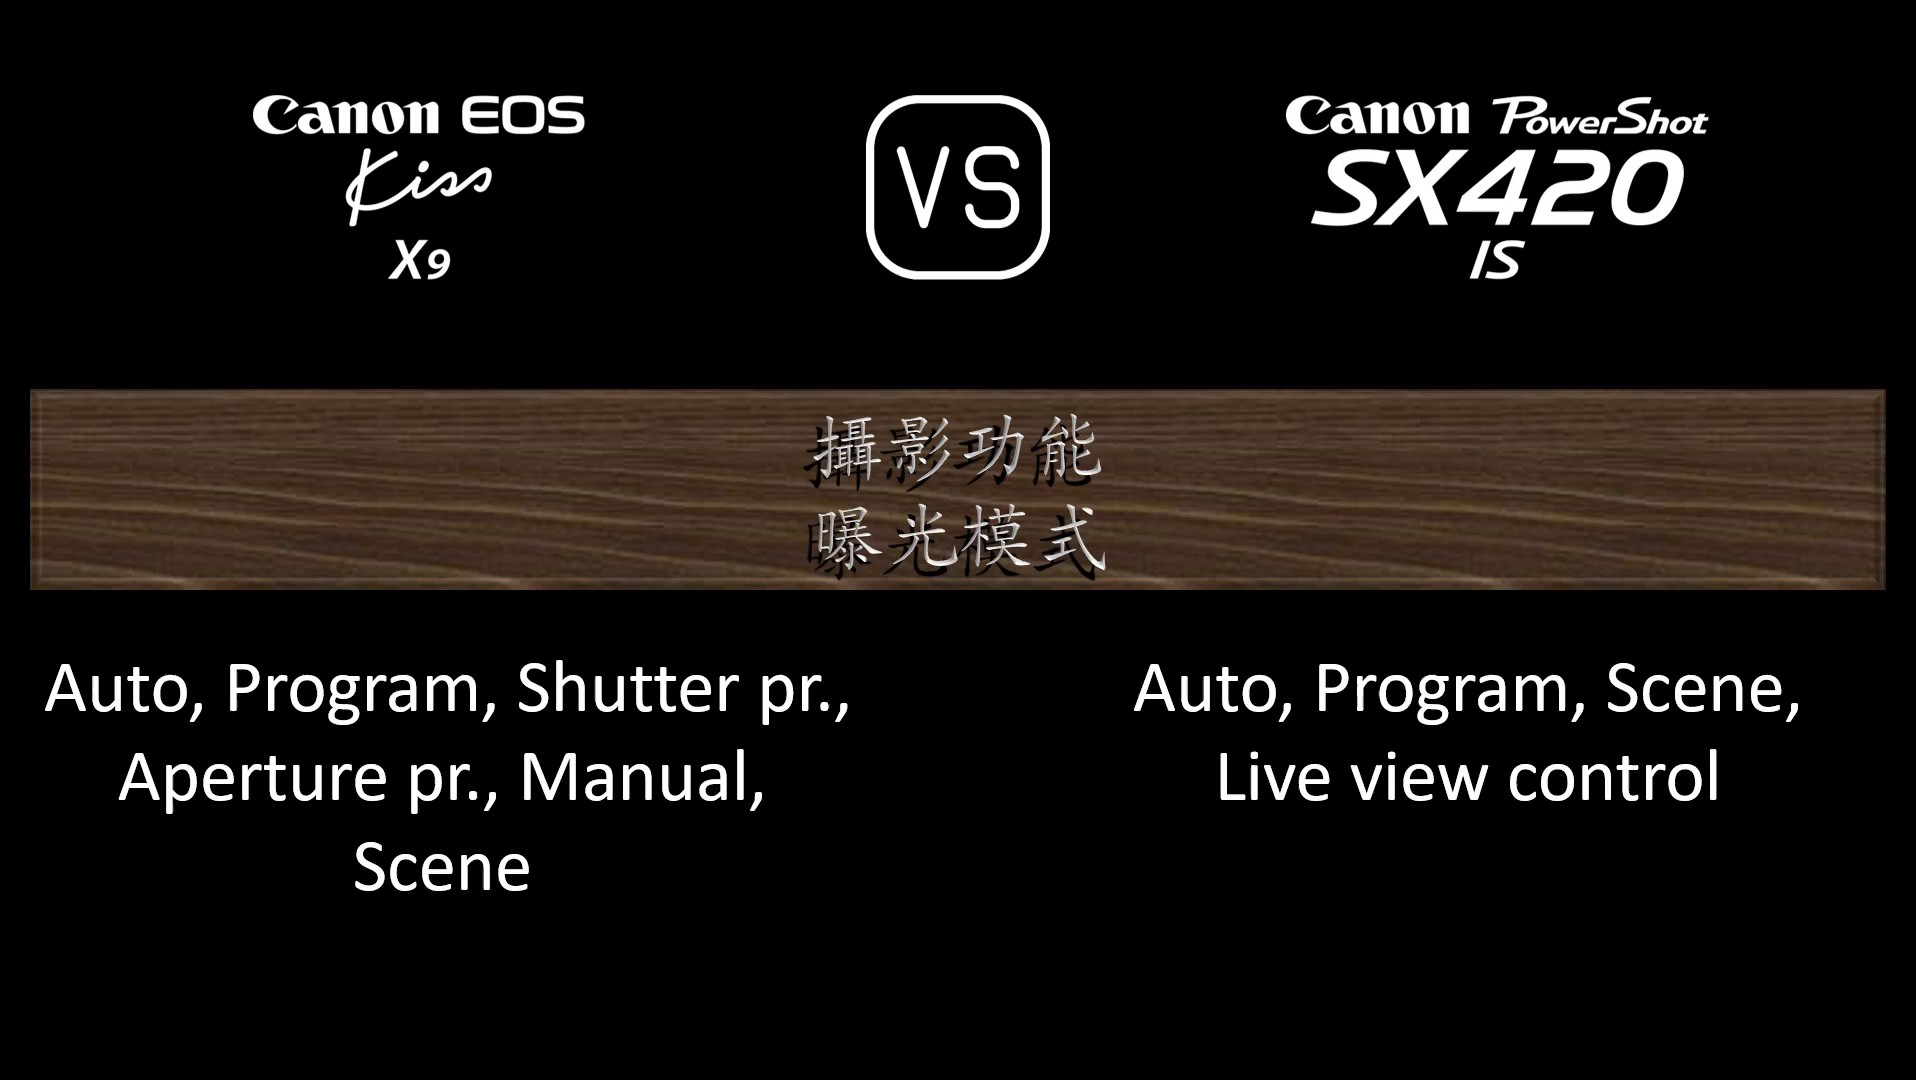 Canon EOS
Kiss
X9
VS
Canon PowerShot
SX420
IS
攝影功能
曝光模式
Auto, Program, Shutter pr.,
Aperture pr., Manual,
Scene
Auto, Program, Scene,
Live view control